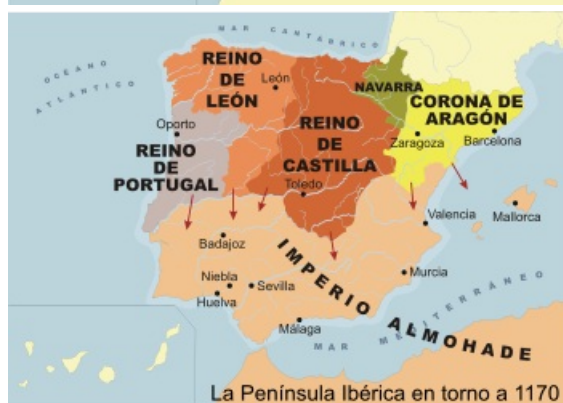 MAR CANTÁBRICO
OCÉANO
ATLÁNTICO
REINO
DE
LEÓN
León
NAVARRA
CORONA DE
ARAGÓN
Oporto
REINO
DE
CASTILLA
Zaragoza
Barcelona
REINO
DE
PORTUGAL
Toledo
Valencia
Mallorca
Badajoz
IMPERIO ALMOHADE
Niebla
Sevilla
Huelva
Murcia
Málaga
MAR MEDITERRÁNEO
La Península Ibérica en torno a 1170